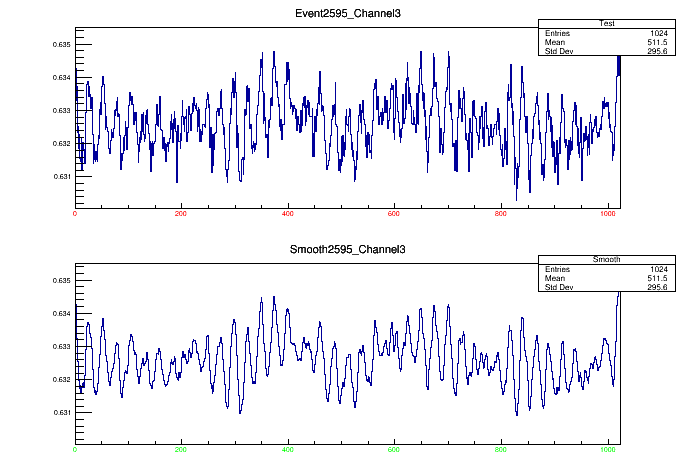 Event2595_Channel3
Test
Entries 1024
Mean 511.5
Std Dev 295.6
0.635
0.634
0.633
0.632
0.631
0 200 400 600 800 1000
Smooth2595_Channel3
Smooth
Entries 1024
Mean 511.5
Std Dev 295.6
0.635
0.634
0.633
0.632
0.631
0 200 400 600 800 1000